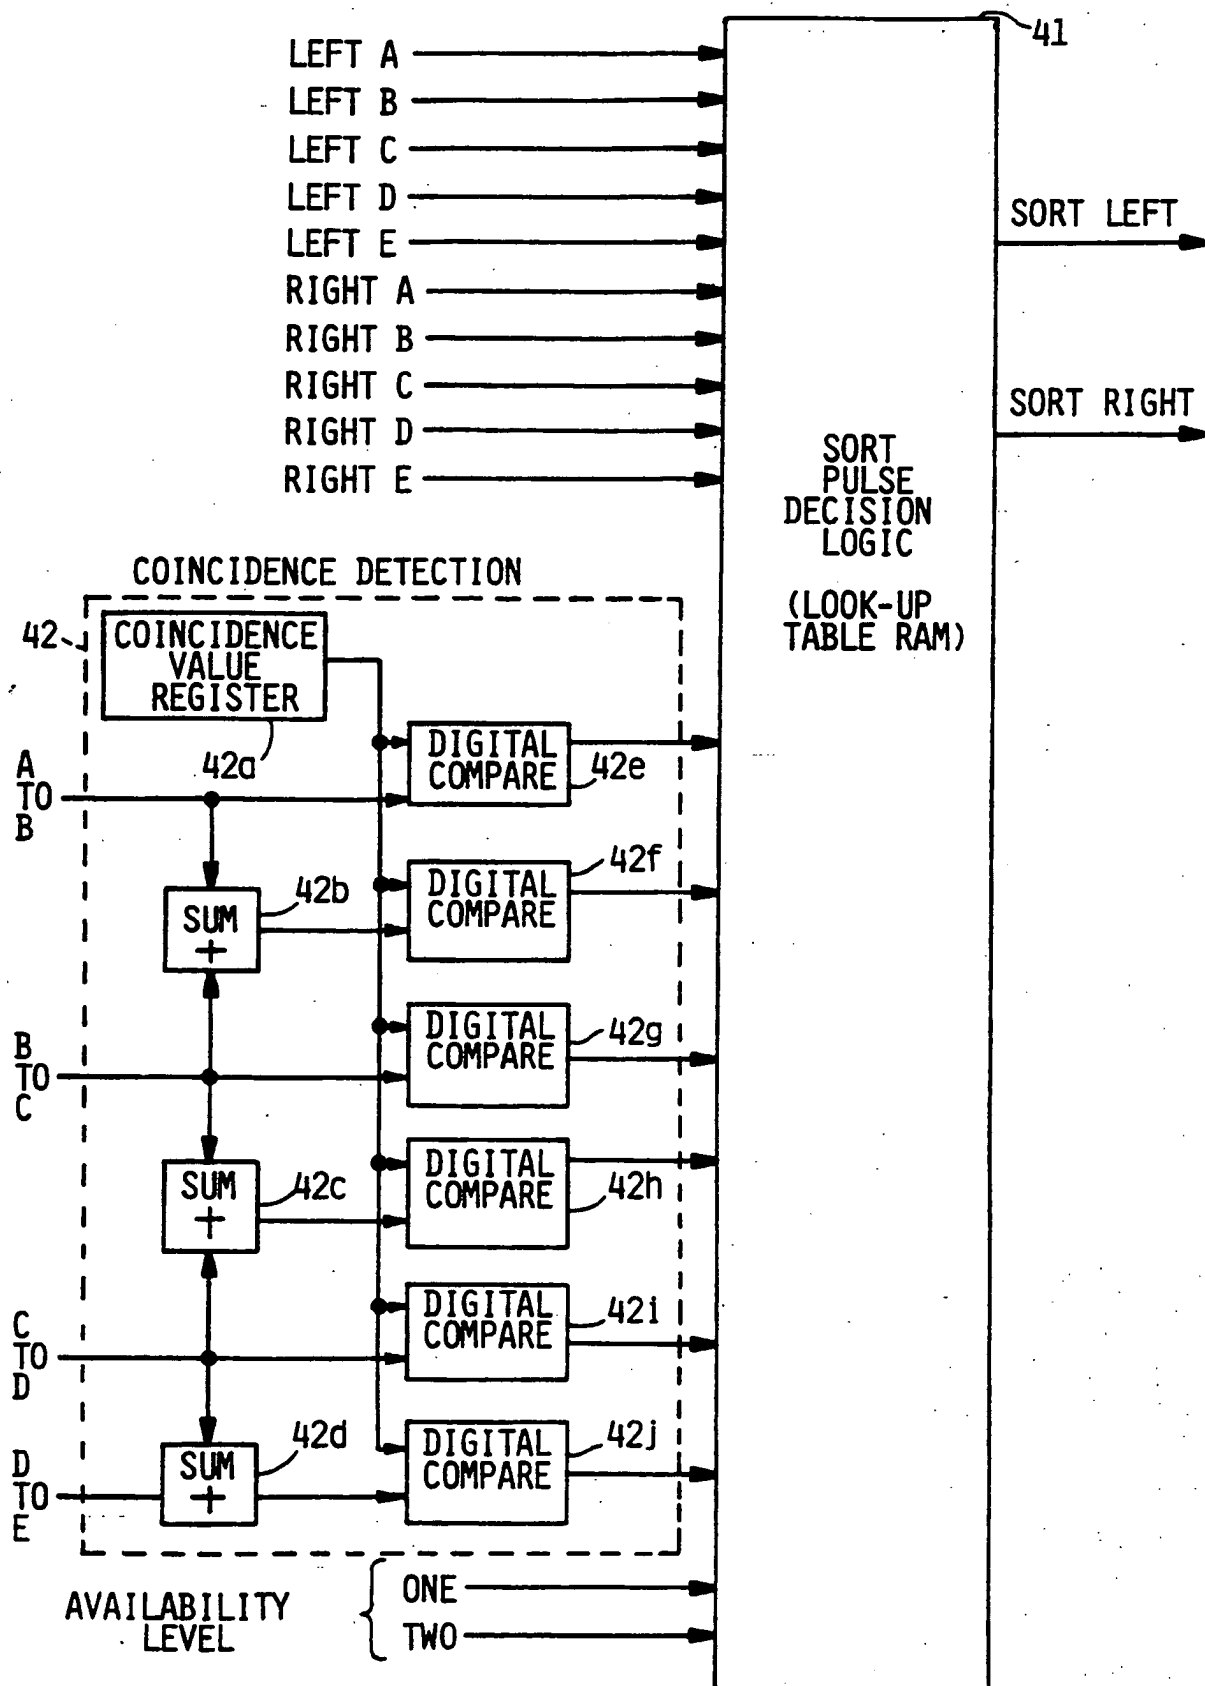 41
LEFT A
LEFT B
LEFT C
LEFT D
LEFT E
RIGHT A
RIGHT B
RIGHT C
RIGHT D
RIGHT E
SORT LEFT
SORT RIGHT
SORT
PULSE
DECISION
LOGIC
(LOOK-UP
TABLE RAM)
COINCIDENCE DETECTION
42
COINCIDENCE
VALUE
REGISTER
42a
A
TO
B
DIGITAL
COMPARE
42e
SUM
+
42b
DIGITAL
COMPARE
42f
B
TO
C
DIGITAL
COMPARE
42g
SUM
+
42c
DIGITAL
COMPARE
42h
C
TO
D
DIGITAL
COMPARE
42i
D
TO
E
SUM
+
42d
DIGITAL
COMPARE
42j
AVAILABILITY
LEVEL
ONE
TWO